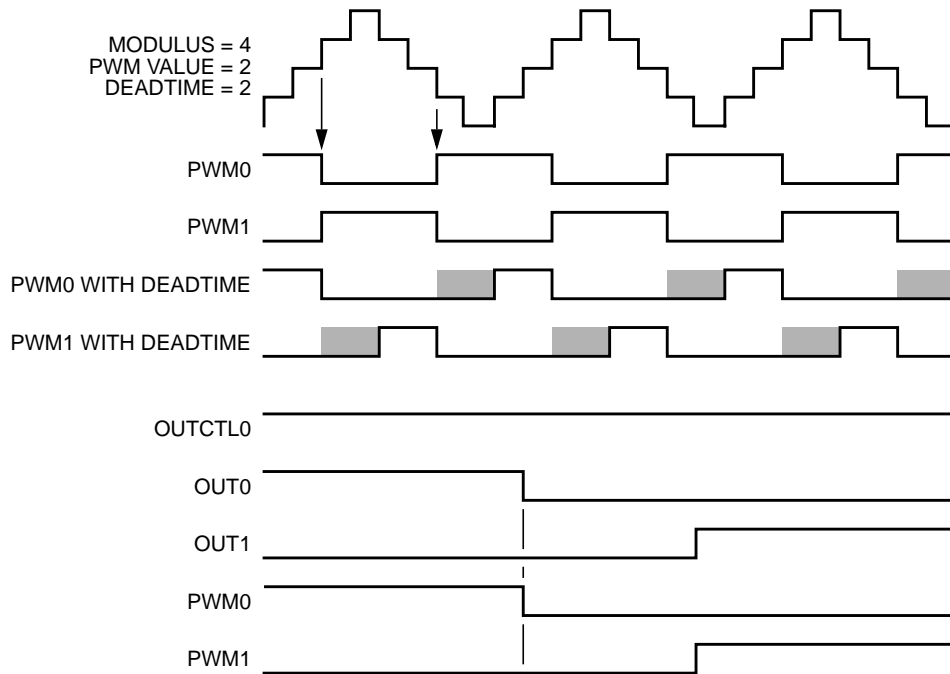 MODULUS = 4
PWM VALUE = 2
DEADTIME = 2
PWM0
PWM1
PWM0 WITH DEADTIME
PWM1 WITH DEADTIME
OUTCTL0
OUT0
OUT1
PWM0
PWM1